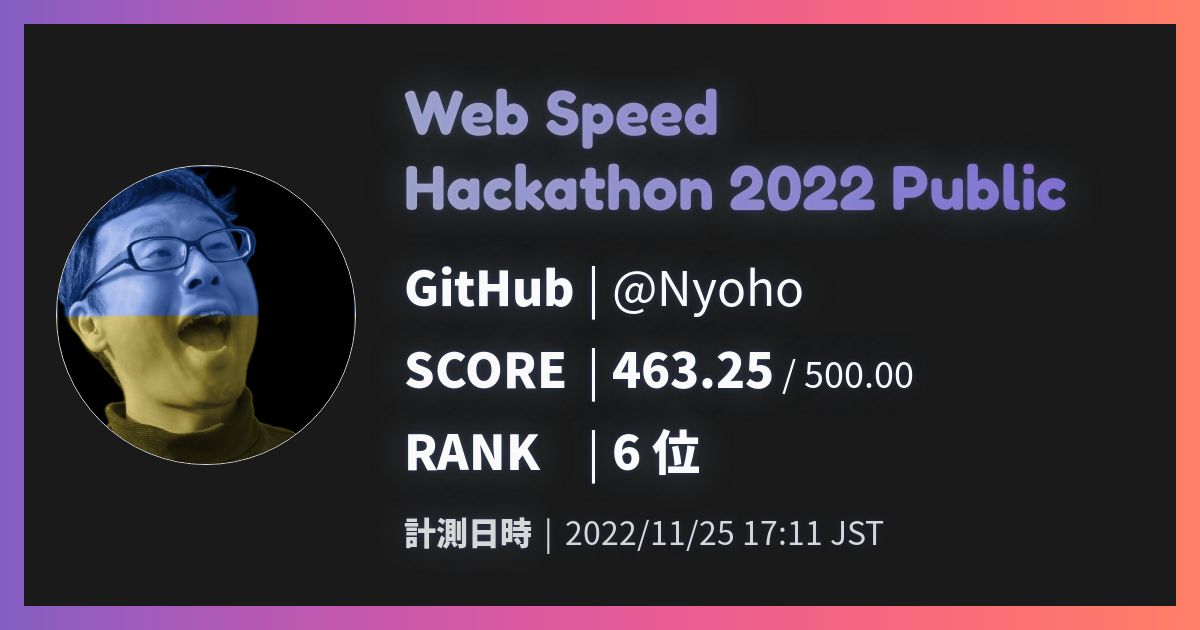 Web Speed
Hackathon 2022 Public
GitHub | @Nyoho
SCORE | 463.25 / 500.00
RANK | 6 位
計測日時 | 2022/11/25 17:11 JST